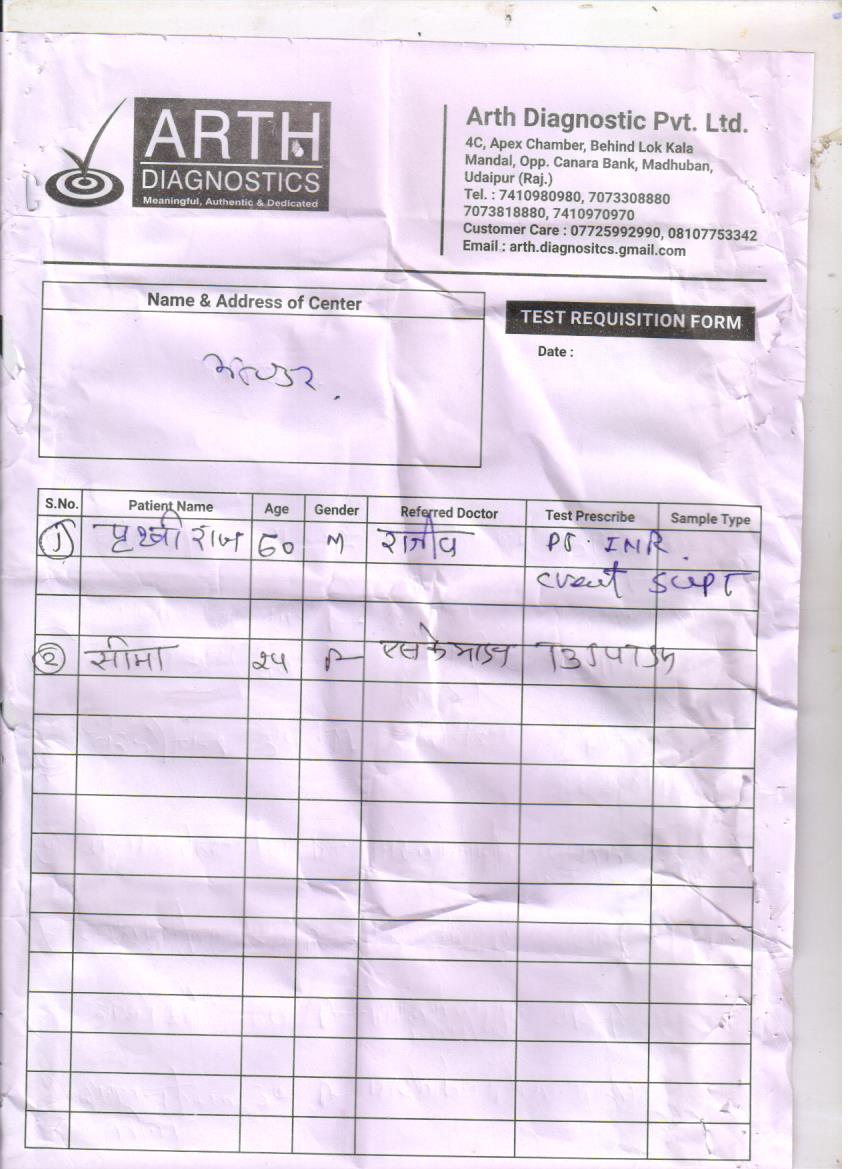 ARTH
DIAGNOSTICS
Meaningful, Authentic & Dedicated
Arth Diagnostic Pvt. Ltd.
4C, Apex Chamber, Behind Lok Kala
Mandal, Opp. Canara Bank, Madhuban,
Udaipur (Raj.)
Tel. : 7410980980, 7073308880
7073818880, 7410970970
Customer Care : 07725992990, 08107753342
Email : arth.diagnositcs.gmail.com
Name & Address of Center
TEST REQUISITION FORM
Date :
S.No. Patient Name Age Gender Referred Doctor Test Prescribe Sample Type
1) पृथ्वी राज 60 M राजीव PT. INR
2 सीमा 24 F